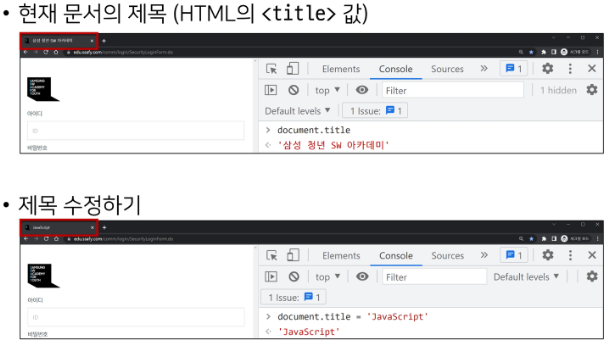 • 현재 문서의 제목 (HTML의 <title> 값)
삼성 청년 SW 아카데미
edu.ssafy.com/comm/login/SecurityLoginForm.do
Elements Console Sources » 1
top ▼ Filter 1 hidden
Default levels ▼ 1 Issue: 1
SAMSUNG
SW
ACADEMY
FOR
YOUTH
아이디
ID
비밀번호
> document.title
'삼성 청년 SW 아카데미'
• 제목 수정하기
JavaScript
edu.ssafy.com/comm/login/SecurityLoginForm.do
Elements Console Sources » 1
top ▼ Filter Default levels ▼
1 Issue: 1
SAMSUNG
SW
ACADEMY
FOR
YOUTH
아이디
ID
비밀번호
> document.title = 'JavaScript'
'JavaScript'